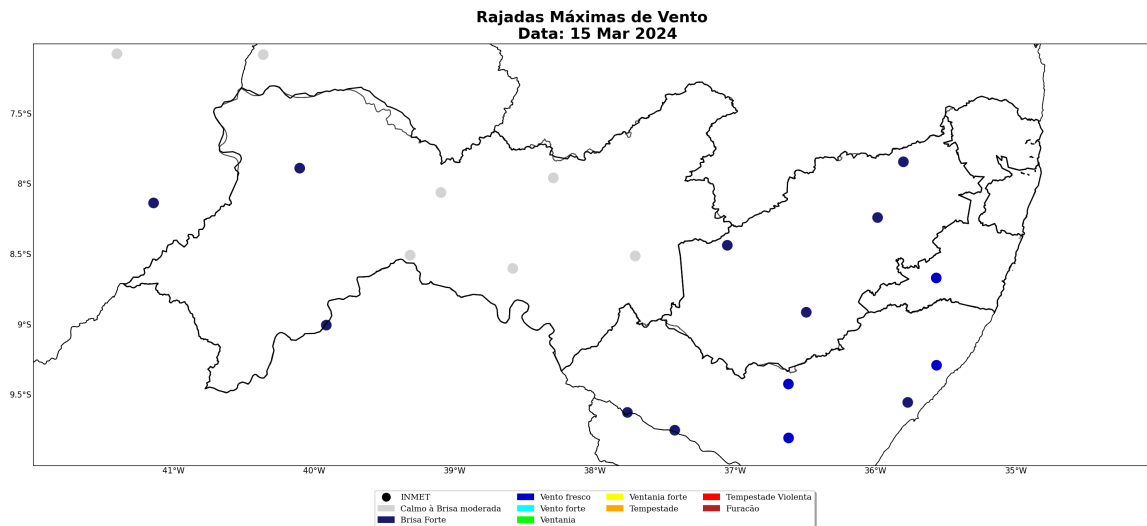 Rajadas Máximas de Vento
Data: 15 Mar 2024
7.5°S
8°S
8.5°S
9°S
9.5°S
41°W 40°W 39°W 38°W 37°W 36°W 35°W
INMET Vento fresco Ventania forte Tempestade Violenta
Calmo à Brisa moderada Vento forte Tempestade Furacão
Brisa Forte Ventania